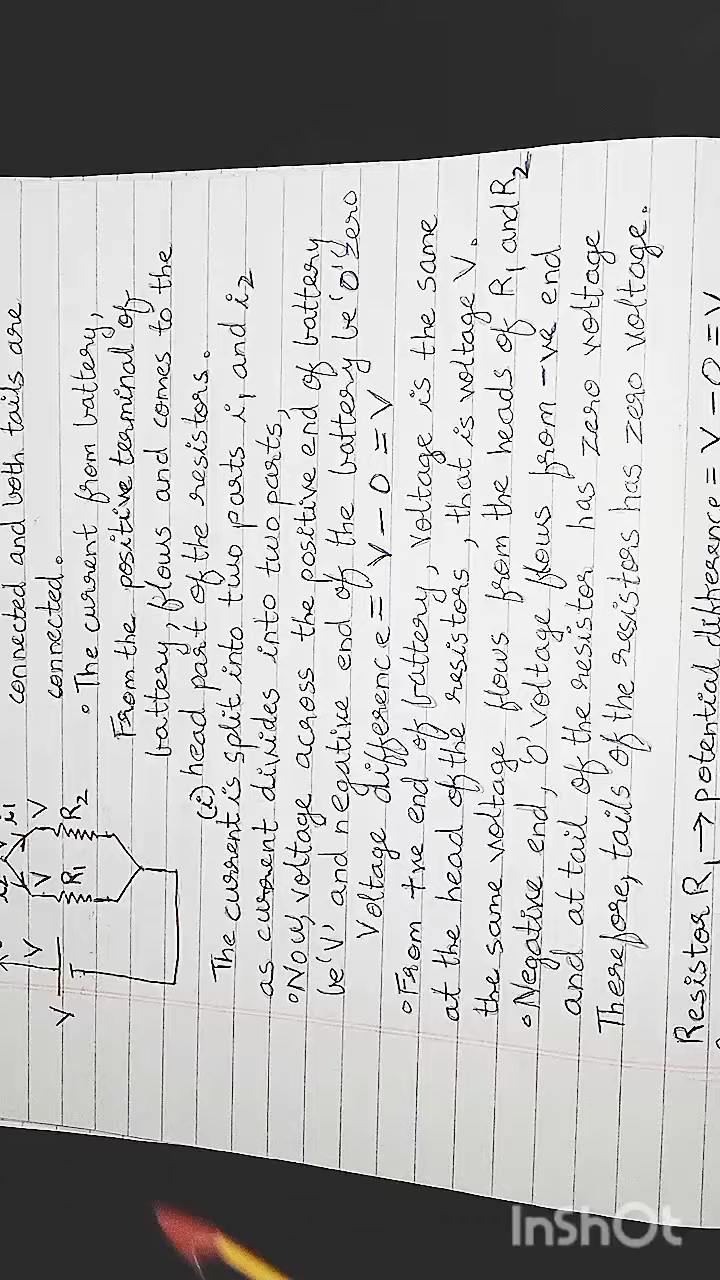 connected and both tails are
connected.
V
V
i1
V
V
R1
R2
• The current from battery,
From the positive terminal of
battery, flows and comes to the
(i) head part of the resistors.
The current is split into two parts i1 and i2
as current divides into two parts,
• Now, voltage across the positive end of battery
be 'V' and negative end of the battery be '0' zero
Voltage difference = V - 0 = V
• From +ve end of battery, voltage is the same
at the head of the resistors, that is voltage V.
the same voltage flows from the heads of R1 and R2
• Negative end, '0' voltage flows from -ve end
and at tail of the resistor has zero voltage
Therefore, tails of the resistors has zero voltage.
Resistor R1 → potential difference = V - 0 = V
InShOt